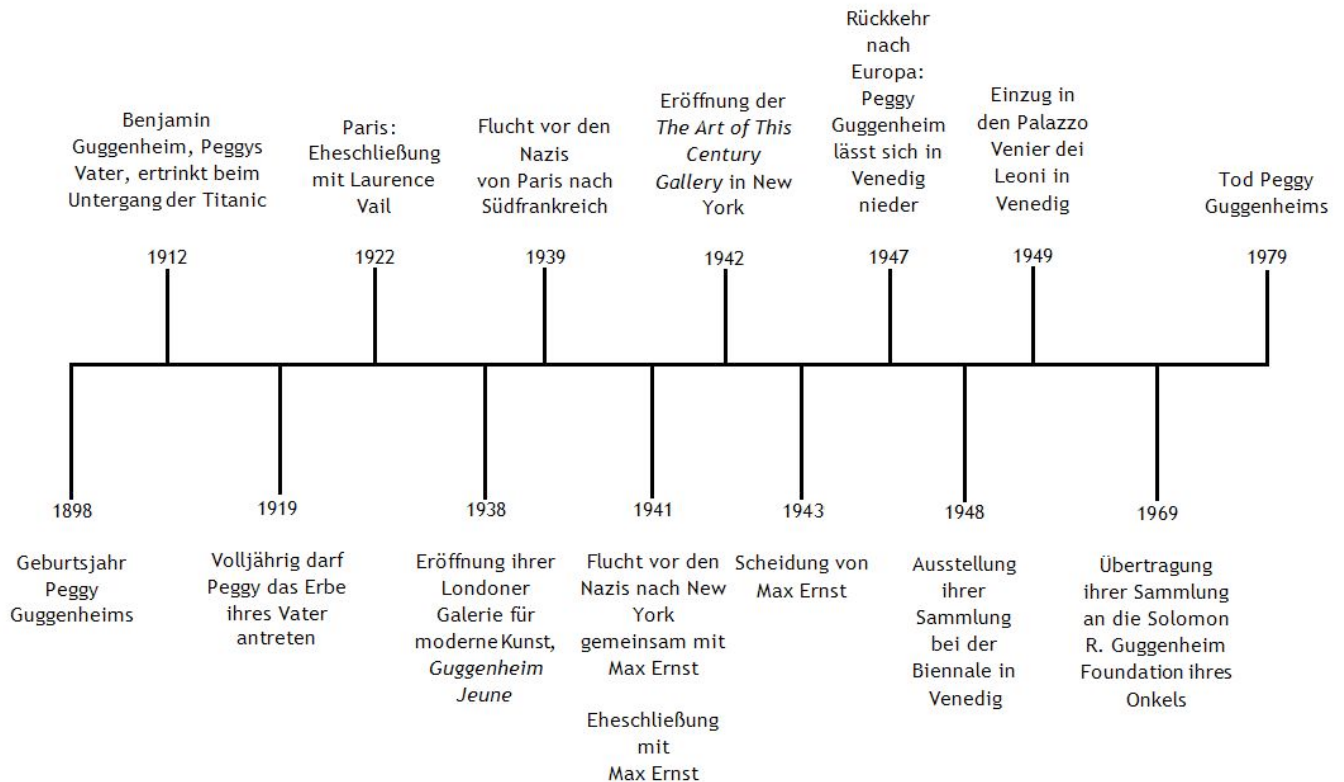 Benjamin
Guggenheim, Peggys
Vater, ertrinkt beim
Untergang der Titanic
1912
Paris:
Eheschließung
mit Laurence
Vail
1922
Flucht vor den
Nazis
von Paris nach
Südfrankreich
1939
Eröffnung der
The Art of This
Century
Gallery in New
York
1942
Rückkehr
nach
Europa:
Peggy
Guggenheim
lässt sich in
Venedig
nieder
1947
Einzug in
den Palazzo
Venier dei
Leoni in
Venedig
1949
Tod Peggy
Guggenheims
1979
1898
Geburtsjahr
Peggy
Guggenheims
1919
Volljährig darf
Peggy das Erbe
ihres Vater
antreten
1938
Eröffnung ihrer
Londoner
Galerie für
moderne Kunst,
Guggenheim
Jeune
1941
Flucht vor den
Nazis nach New
York
gemeinsam mit
Max Ernst
Eheschließung
mit
Max Ernst
1943
Scheidung von
Max Ernst
1948
Ausstellung
ihrer
Sammlung
bei der
Biennale in
Venedig
1969
Übertragung
ihrer Sammlung
an die Solomon
R. Guggenheim
Foundation ihres
Onkels